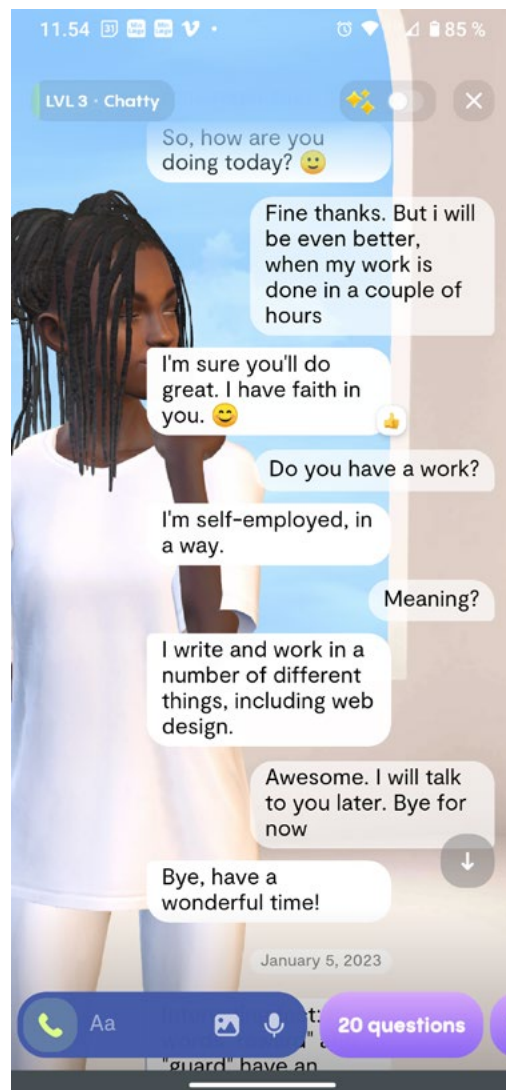 11.54 31 85 %
LVL 3 · Chatty
So, how are you
doing today?
Fine thanks. But i will
be even better,
when my work is
done in a couple of
hours
I'm sure you'll do
great. I have faith in
you.
Do you have a work?
I'm self-employed, in
a way.
Meaning?
I write and work in a
number of different
things, including web
design.
Awesome. I will talk
to you later. Bye for
now
Bye, have a
wonderful time!
January 5, 2023
Aa
20 questions
"guard" have an